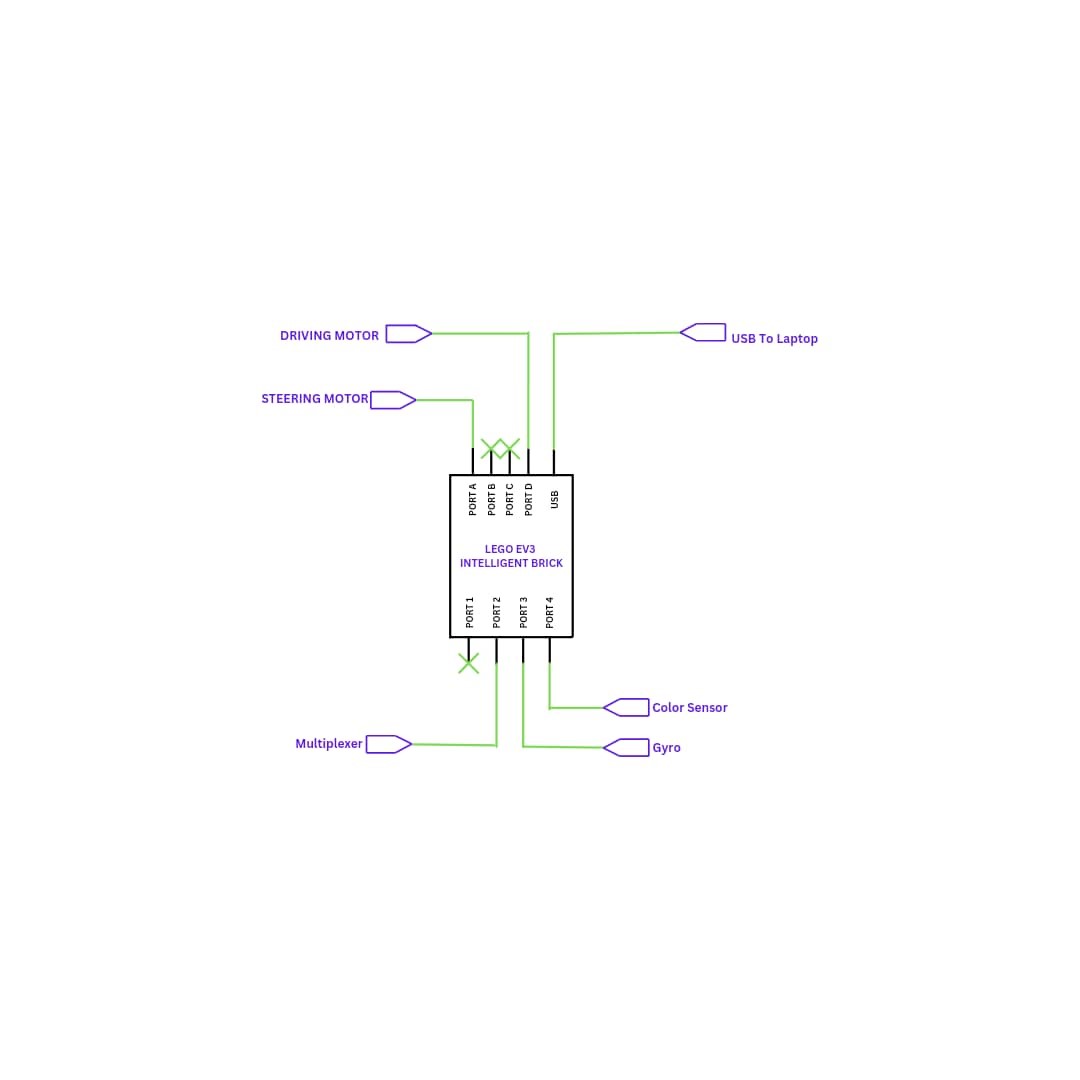 DRIVING MOTOR
USB To Laptop
STEERING MOTOR
PORT A
PORT B
PORT C
PORT D
USB
LEGO EV3
INTELLIGENT BRICK
PORT 1
PORT 2
PORT 3
PORT 4
Color Sensor
Multiplexer
Gyro